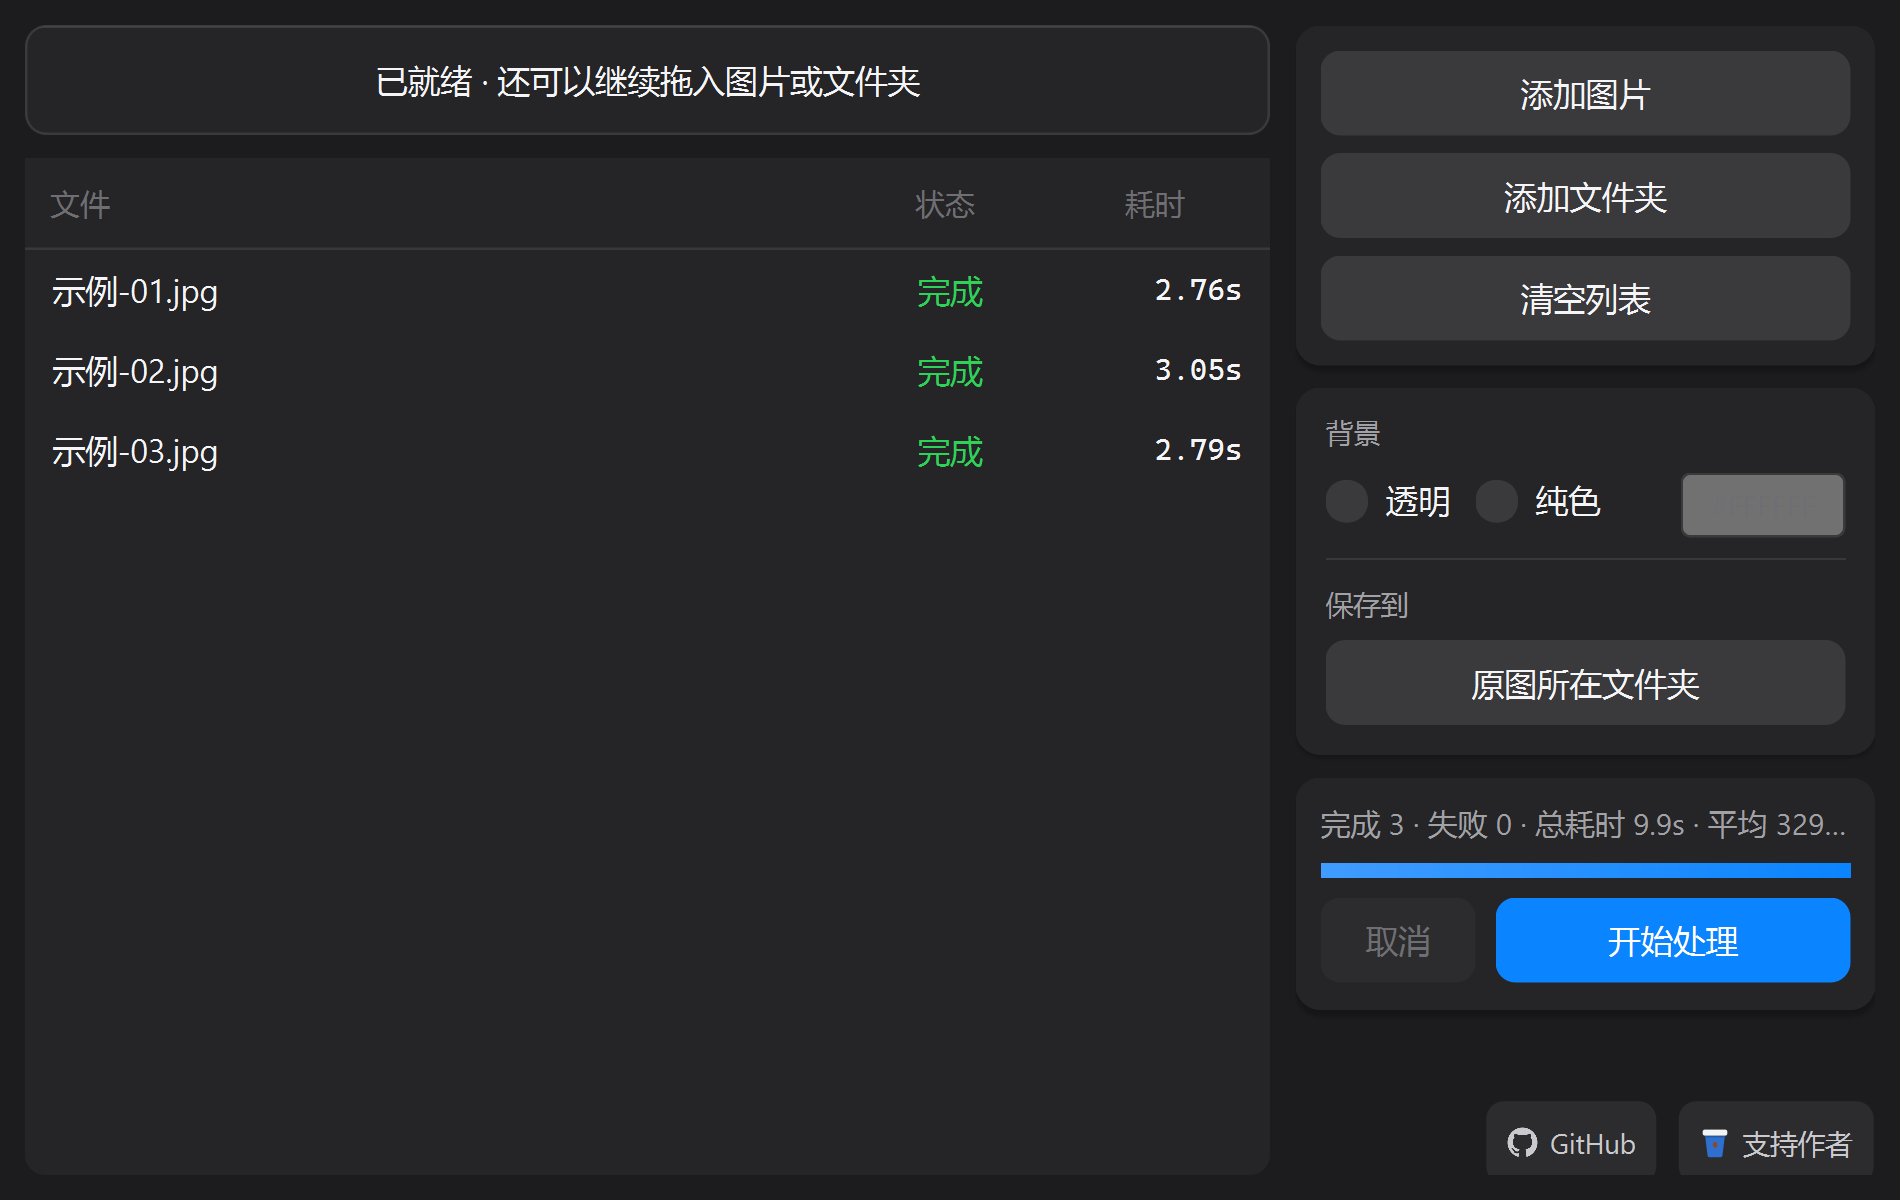 已就绪 · 还可以继续拖入图片或文件夹
文件 状态 耗时
示例-01.jpg 完成 2.76s
示例-02.jpg 完成 3.05s
示例-03.jpg 完成 2.79s
添加图片
添加文件夹
清空列表
背景
透明 纯色
保存到
原图所在文件夹
完成 3 · 失败 0 · 总耗时 9.9s · 平均 329...
取消 开始处理
GitHub 支持作者